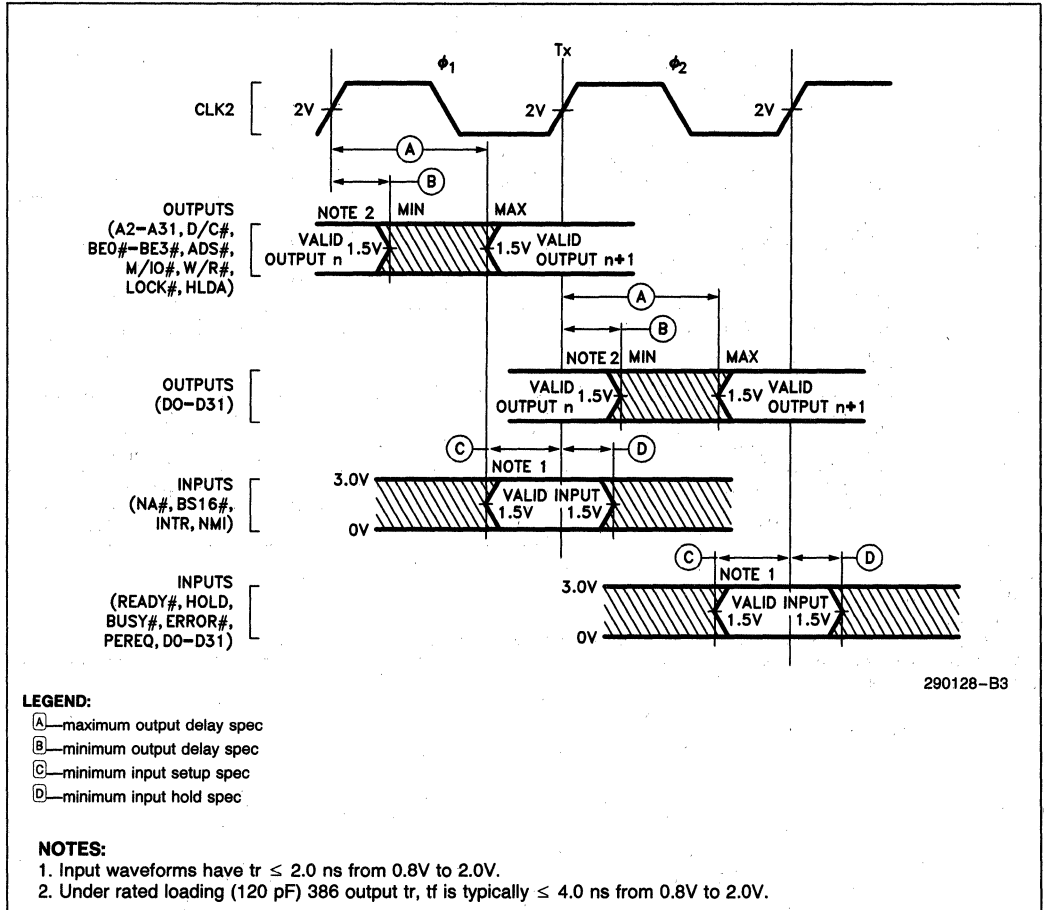 Tx
ϕ1
ϕ2
CLK2
2V
2V
2V
A
B
OUTPUTS
(A2–A31, D/C#,
BE0#–BE3#, ADS#,
M/IO#, W/R#,
LOCK#, HLDA)
NOTE 2 MIN MAX
VALID OUTPUT n
1.5V
1.5V
VALID OUTPUT n+1
A
B
OUTPUTS
(D0–D31)
NOTE 2 MIN MAX
VALID OUTPUT n
1.5V
1.5V
VALID OUTPUT n+1
C
D
INPUTS
(NA#, BS16#,
INTR, NMI)
3.0V
0V
NOTE 1
VALID INPUT
1.5V 1.5V
C
D
INPUTS
(READY#, HOLD,
BUSY#, ERROR#,
PEREQ, D0–D31)
3.0V
0V
NOTE 1
VALID INPUT
1.5V 1.5V
290128–B3
LEGEND:
A—maximum output delay spec
B—minimum output delay spec
C—minimum input setup spec
D—minimum input hold spec
NOTES:
1. Input waveforms have tr ≤ 2.0 ns from 0.8V to 2.0V.
2. Under rated loading (120 pF) 386 output tr, tf is typically ≤ 4.0 ns from 0.8V to 2.0V.